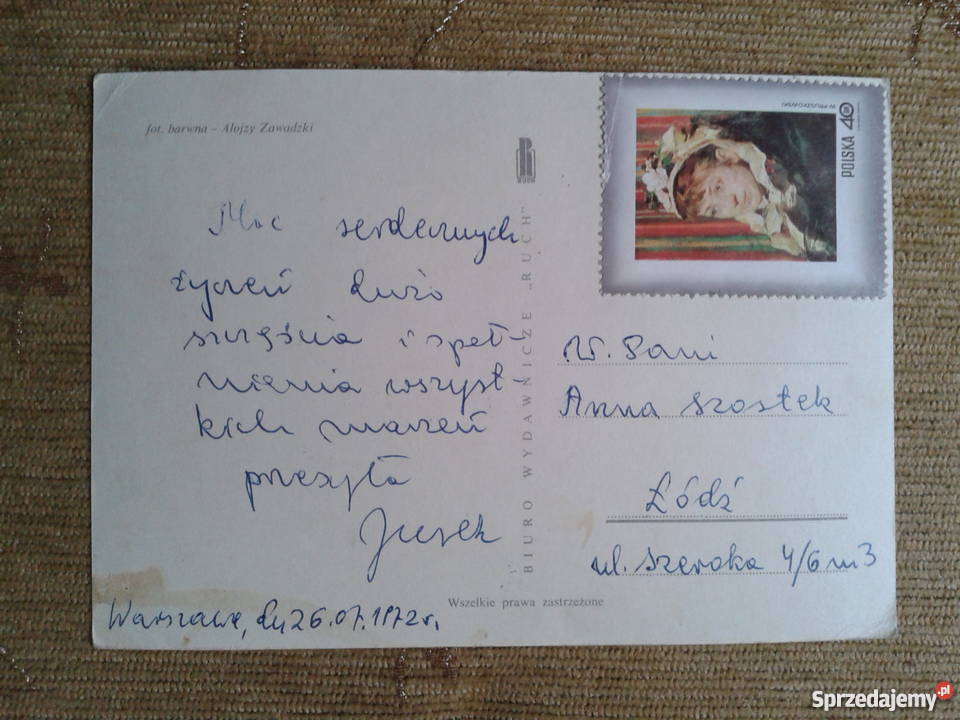 fot. barwna – Alojzy Zawadzki
RUCH
Moc serdecznych
życzeń dużo
szczęścia i speł-
nienia wszyst-
kich marzeń
przesyła
Jurek
Warszawa, dn 26.07.1972 r.
BIURO WYDAWNICZE „RUCH”
Wszelkie prawa zastrzeżone
W. PRUSZKOWSKI
POLSKA 40
W. Pani
Anna Szostek
Łódź
ul. Szeroka 4/6 m 3
Sprzedajemy.pl